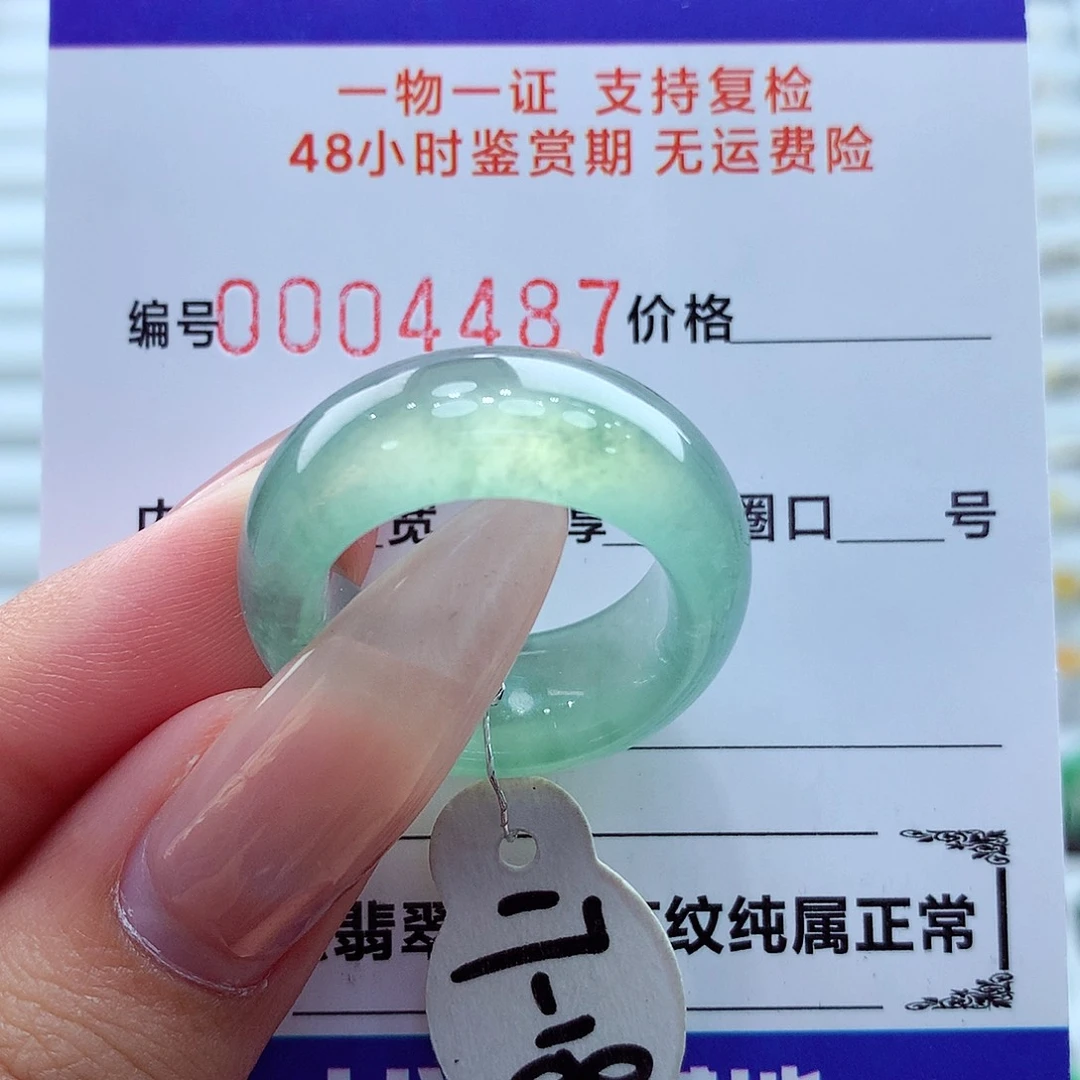 一物一证 支持复检
48小时鉴赏期 无运费险
编号0004487价格
宽 厚 圈口 号
翡翠 纹纯属正常